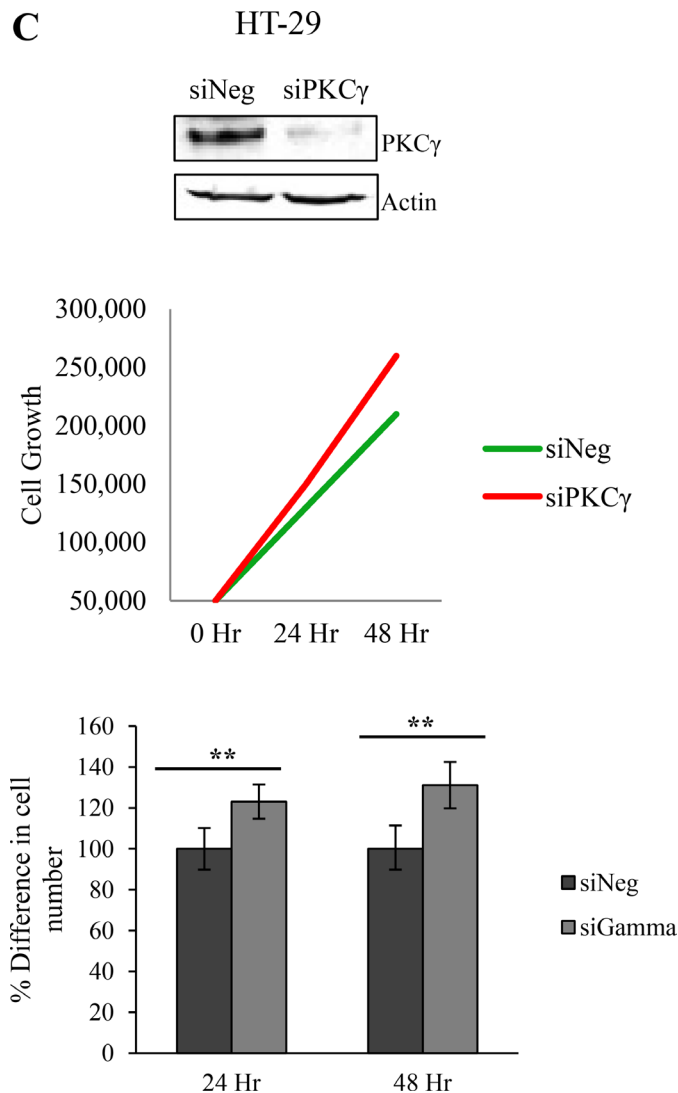 C
HT-29
siNeg siPKCγ
PKCγ
Actin
300,000
250,000
200,000
150,000
100,000
50,000
Cell Growth
0 Hr 24 Hr 48 Hr
siNeg
siPKCγ
160
140
120
100
80
60
40
20
0
% Difference in cell
number
**
**
24 Hr 48 Hr
siNeg
siGamma